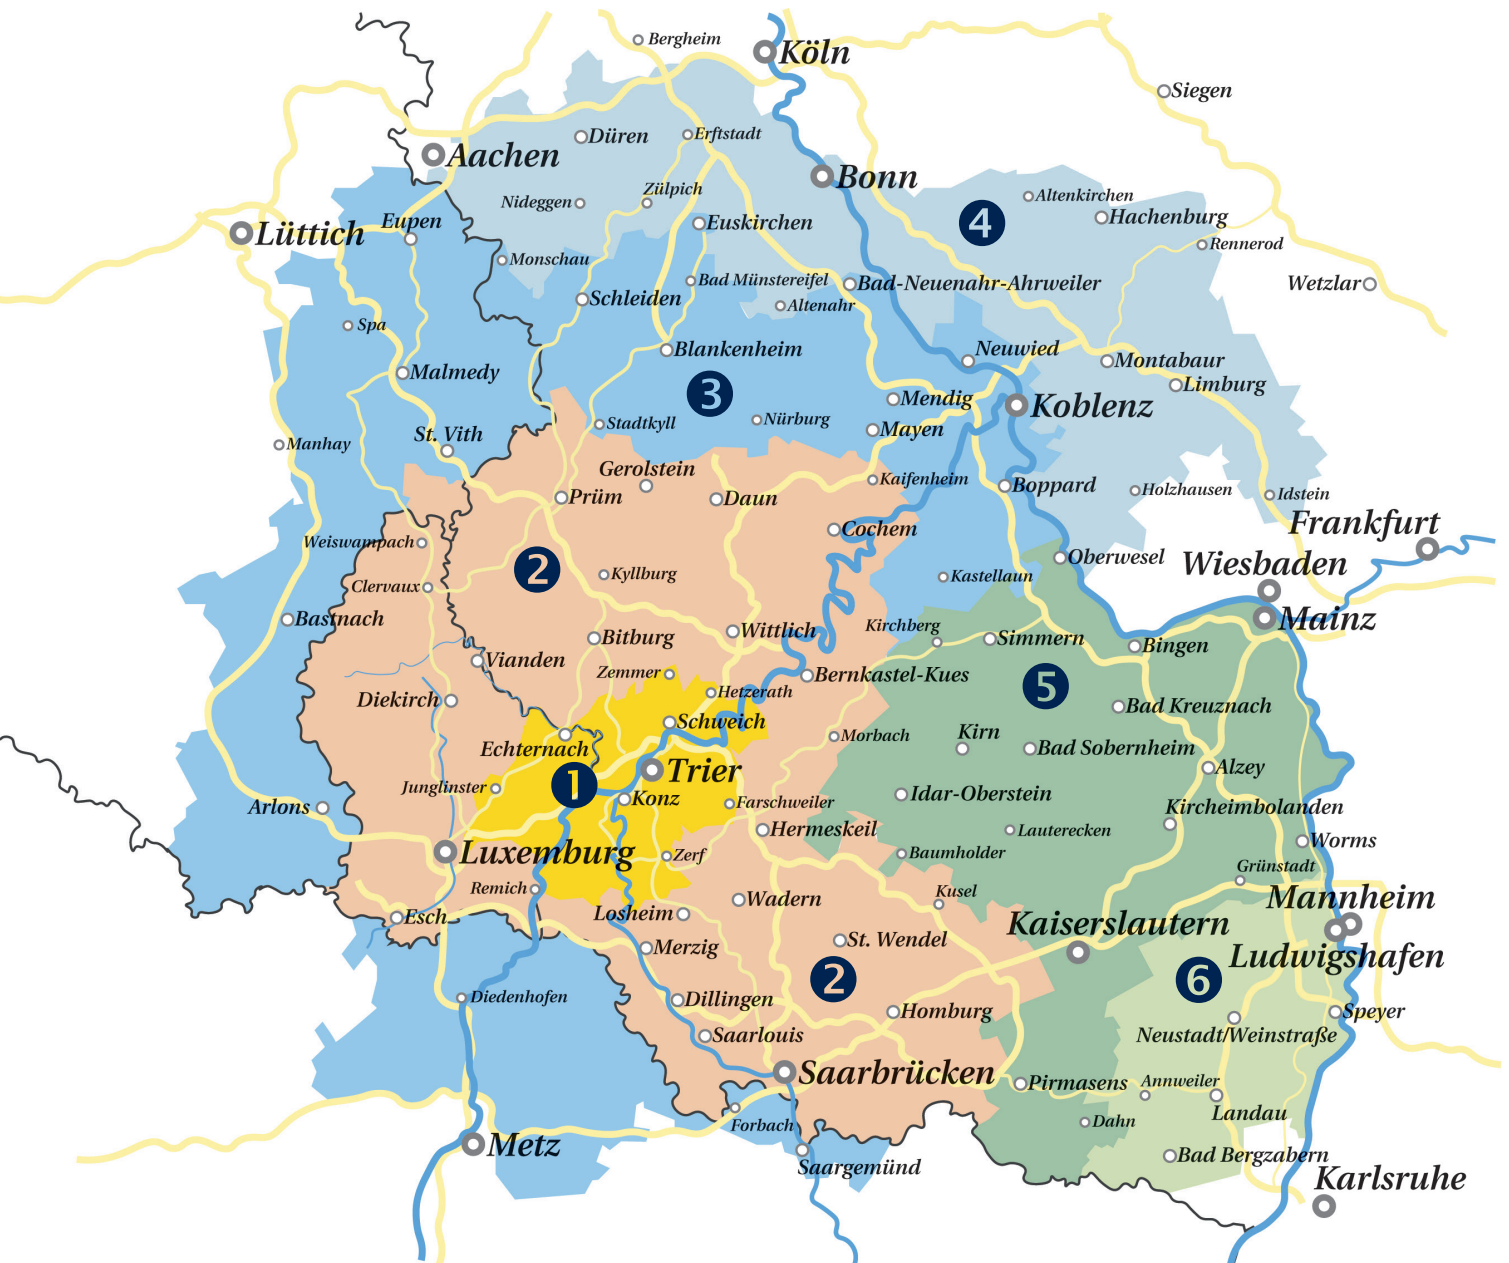 Bergheim
Köln
Siegen
Düren
Erftstadt
Aachen
Bonn
Zülpich
Altenkirchen
Nideggen
Hachenburg
Euskirchen
Eupen
4
Lüttich
Rennerod
Monschau
Bad Münstereifel
Bad-Neuenahr-Ahrweiler
Wetzlar
Schleiden
Altenahr
Spa
Blankenheim
Neuwied
Montabaur
Malmedy
Limburg
3
Mendig
Koblenz
Stadtkyll
Nürburg
Mayen
St. Vith
Manhay
Gerolstein
Kaifenheim
Boppard
Holzhausen
Idstein
Prüm
Daun
Frankfurt
Cochem
Weiswampach
Oberwesel
Wiesbaden
2
Kyllburg
Kastellaun
Clervaux
Bastnach
Mainz
Kirchberg
Wittlich
Bitburg
Simmern
Bingen
Vianden
Zemmer
Bernkastel-Kues
5
Hetzerath
Diekirch
Bad Kreuznach
Schweich
Kirn
Morbach
Echternach
Bad Sobernheim
Alzey
Trier
1
Junglinster
Konz
Idar-Oberstein
Farschweiler
Arlons
Kircheimbolanden
Hermeskeil
Lauterecken
Worms
Luxemburg
Zerf
Baumholder
Grünstadt
Remich
Kusel
Wadern
Mannheim
Esch
Losheim
Kaiserslautern
St. Wendel
Merzig
Ludwigshafen
2
6
Diedenhofen
Dillingen
Homburg
Speyer
Saarlouis
Neustadt/Weinstraße
Saarbrücken
Pirmasens
Annweiler
Landau
Forbach
Dahn
Metz
Bad Bergzabern
Saargemünd
Karlsruhe